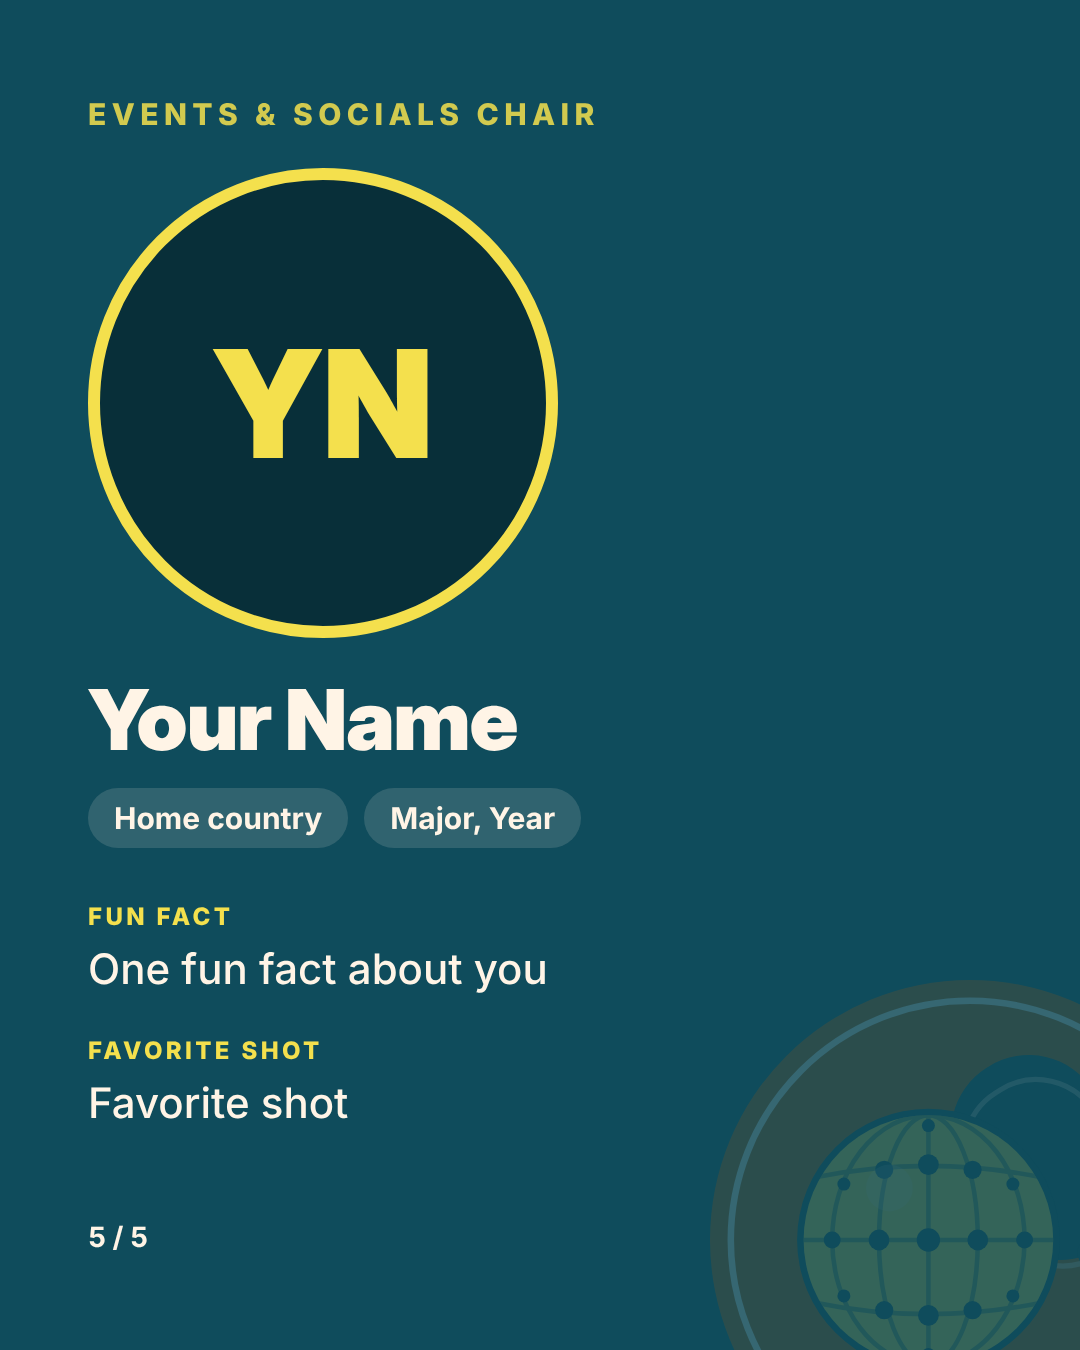 EVENTS & SOCIALS CHAIR
YN
Your Name
Home country
Major, Year
FUN FACT
One fun fact about you
FAVORITE SHOT
Favorite shot
5 / 5